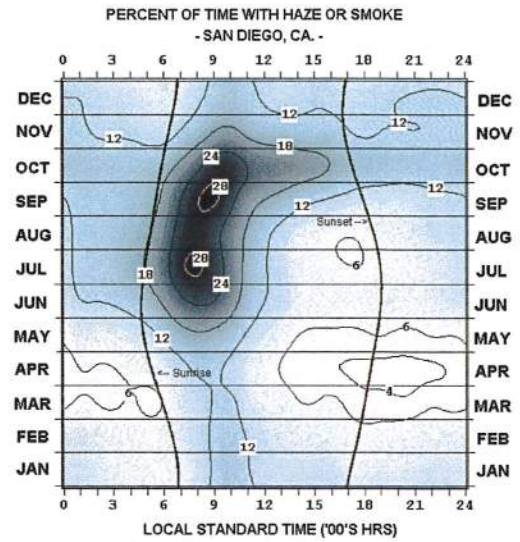 PERCENT OF TIME WITH HAZE OR SMOKE
- SAN DIEGO, CA. -
0 3 6 9 12 15 18 21 24
DEC 12 DEC
NOV 12 12 NOV
18
OCT 24 OCT
28 12
SEP 12 SEP
Sunset-->
AUG AUG
28 6
JUL 18 JUL
24
JUN JUN
MAY 12 6 MAY
APR <-- Sunrise APR
4
MAR 6 MAR
FEB FEB
12
JAN JAN
0 3 6 9 12 15 18 21 24
LOCAL STANDARD TIME ('00'S HRS)